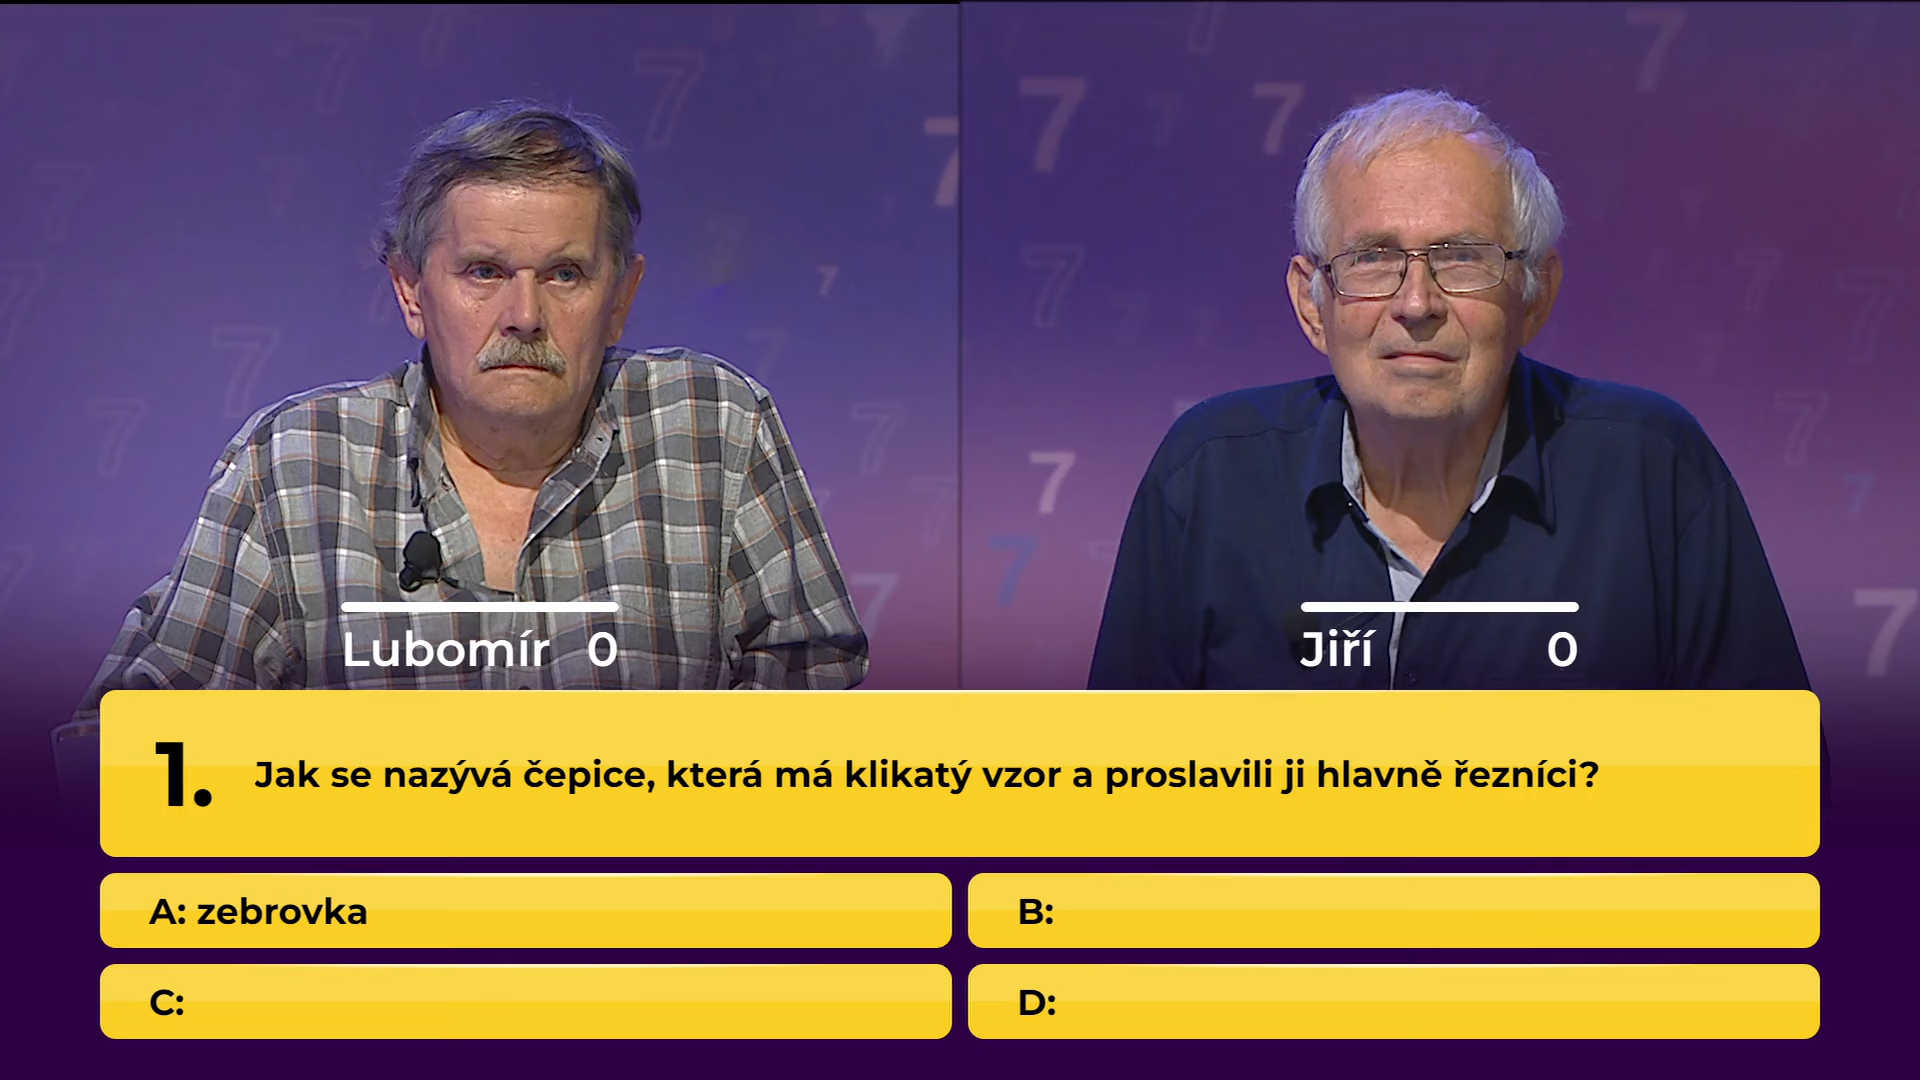 Lubomír 0
Jiří 0
1. Jak se nazývá čepice, která má klikatý vzor a proslavili ji hlavně řezníci?
A: zebrovka
B:
C:
D: